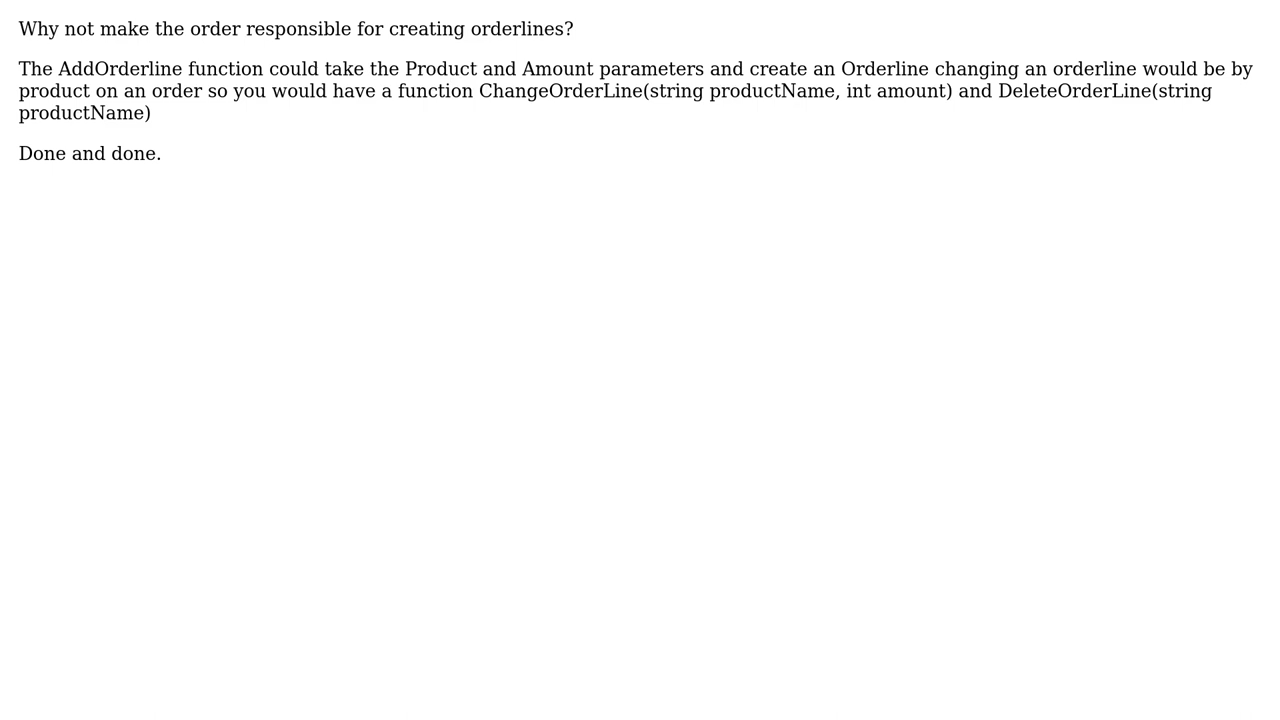 Why not make the order responsible for creating orderlines?
The AddOrderline function could take the Product and Amount parameters and create an Orderline changing an orderline would be by
product on an order so you would have a function ChangeOrderLine(string productName, int amount) and DeleteOrderLine(string
productName)
Done and done.